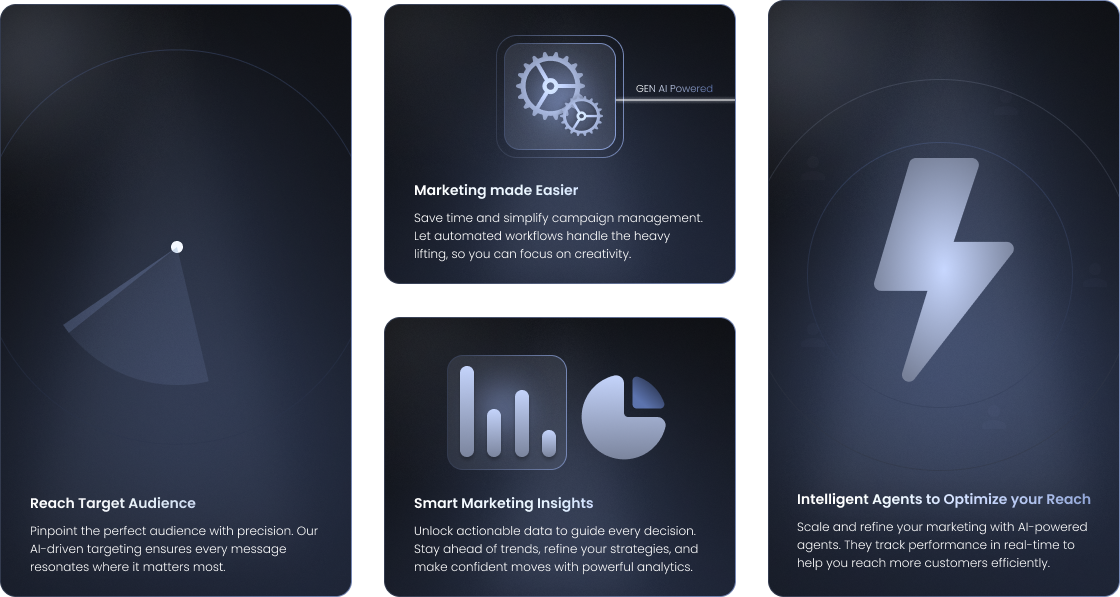 Reach Target Audience
Pinpoint the perfect audience with precision. Our
AI-driven targeting ensures every message
resonates where it matters most.
GEN AI Powered
Marketing made Easier
Save time and simplify campaign management.
Let automated workflows handle the heavy
lifting, so you can focus on creativity.
Smart Marketing Insights
Unlock actionable data to guide every decision.
Stay ahead of trends, refine your strategies, and
make confident moves with powerful analytics.
Intelligent Agents to Optimize your Reach
Scale and refine your marketing with AI-powered
agents. They track performance in real-time to
help you reach more customers efficiently.